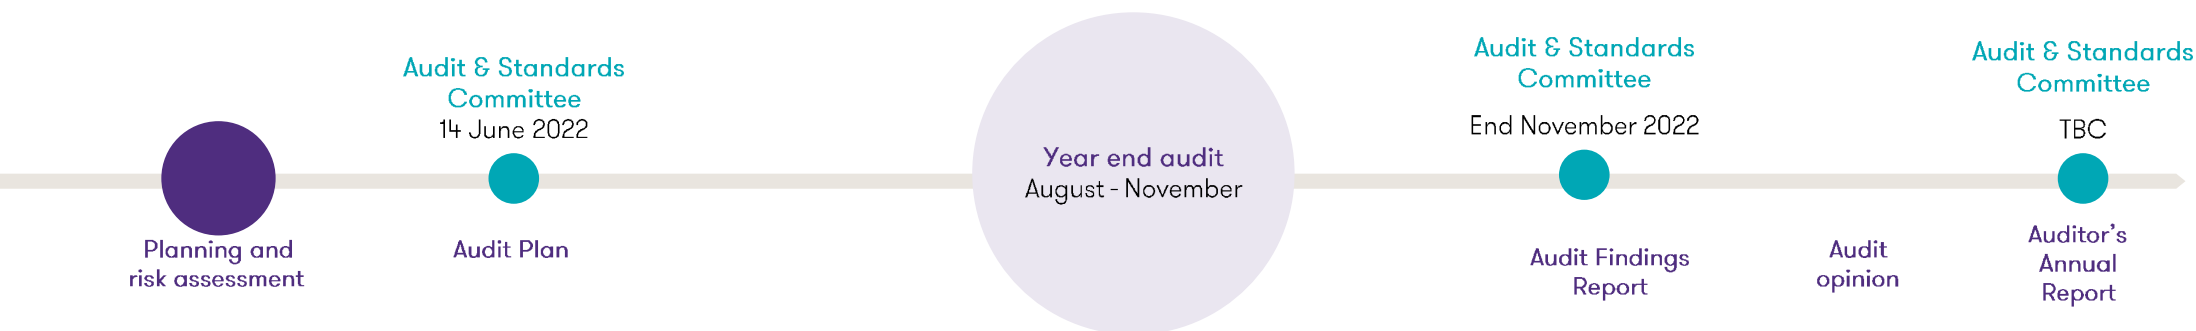 Planning and
risk assessment
Audit & Standards
Committee
14 June 2022
Audit Plan
Year end audit
August - November
Audit & Standards
Committee
End November 2022
Audit Findings
Report
Audit
opinion
Audit & Standards
Committee
TBC
Auditor’s
Annual
Report